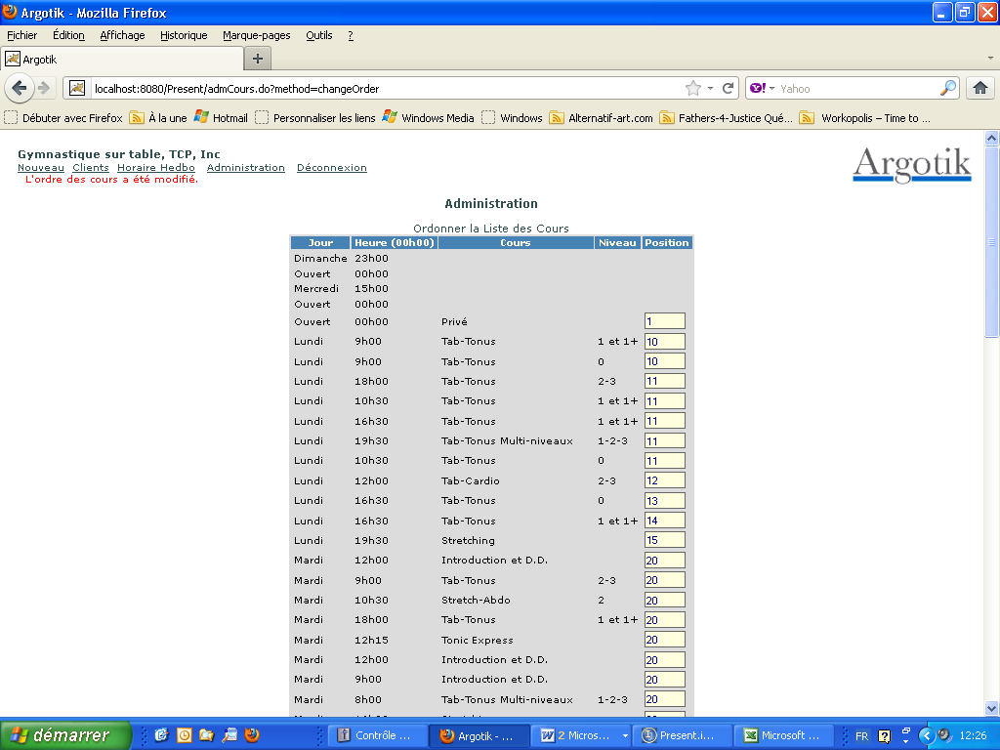 Argotik - Mozilla Firefox
Fichier Édition Affichage Historique Marque-pages Outils ?
Argotik
localhost:8080/Present/admCours.do?method=changeOrder
Yahoo
Débuter avec Firefox À la une Hotmail Personnaliser les liens Windows Media Windows Alternatif-art.com Fathers-4-Justice Qué... Workopolis – Time to ...
Gymnastique sur table, TCP, Inc
Nouveau Clients Horaire Hedbo Administration Déconnexion
L'ordre des cours a été modifié.
Argotik
Administration
Ordonner la Liste des Cours
Jour Heure (00h00) Cours Niveau Position
Dimanche 23h00
Ouvert 00h00
Mercredi 15h00
Ouvert 00h00
Ouvert 00h00 Privé 1
Lundi 9h00 Tab-Tonus 1 et 1+ 10
Lundi 9h00 Tab-Tonus 0 10
Lundi 18h00 Tab-Tonus 2-3 11
Lundi 10h30 Tab-Tonus 1 et 1+ 11
Lundi 16h30 Tab-Tonus 1 et 1+ 11
Lundi 19h30 Tab-Tonus Multi-niveaux 1-2-3 11
Lundi 10h30 Tab-Tonus 0 11
Lundi 12h00 Tab-Cardio 2-3 12
Lundi 16h30 Tab-Tonus 0 13
Lundi 16h30 Tab-Tonus 1 et 1+ 14
Lundi 19h30 Stretching 15
Mardi 12h00 Introduction et D.D. 20
Mardi 9h00 Tab-Tonus 2-3 20
Mardi 10h30 Stretch-Abdo 2 20
Mardi 18h00 Tab-Tonus 1 et 1+ 20
Mardi 12h15 Tonic Express 20
Mardi 12h00 Introduction et D.D. 20
Mardi 9h00 Introduction et D.D. 20
Mardi 8h00 Tab-Tonus Multi-niveaux 1-2-3 20
démarrer Contrôle ... Argotik - ... 2 Micros... Present.i... Microsoft ... FR 12:26